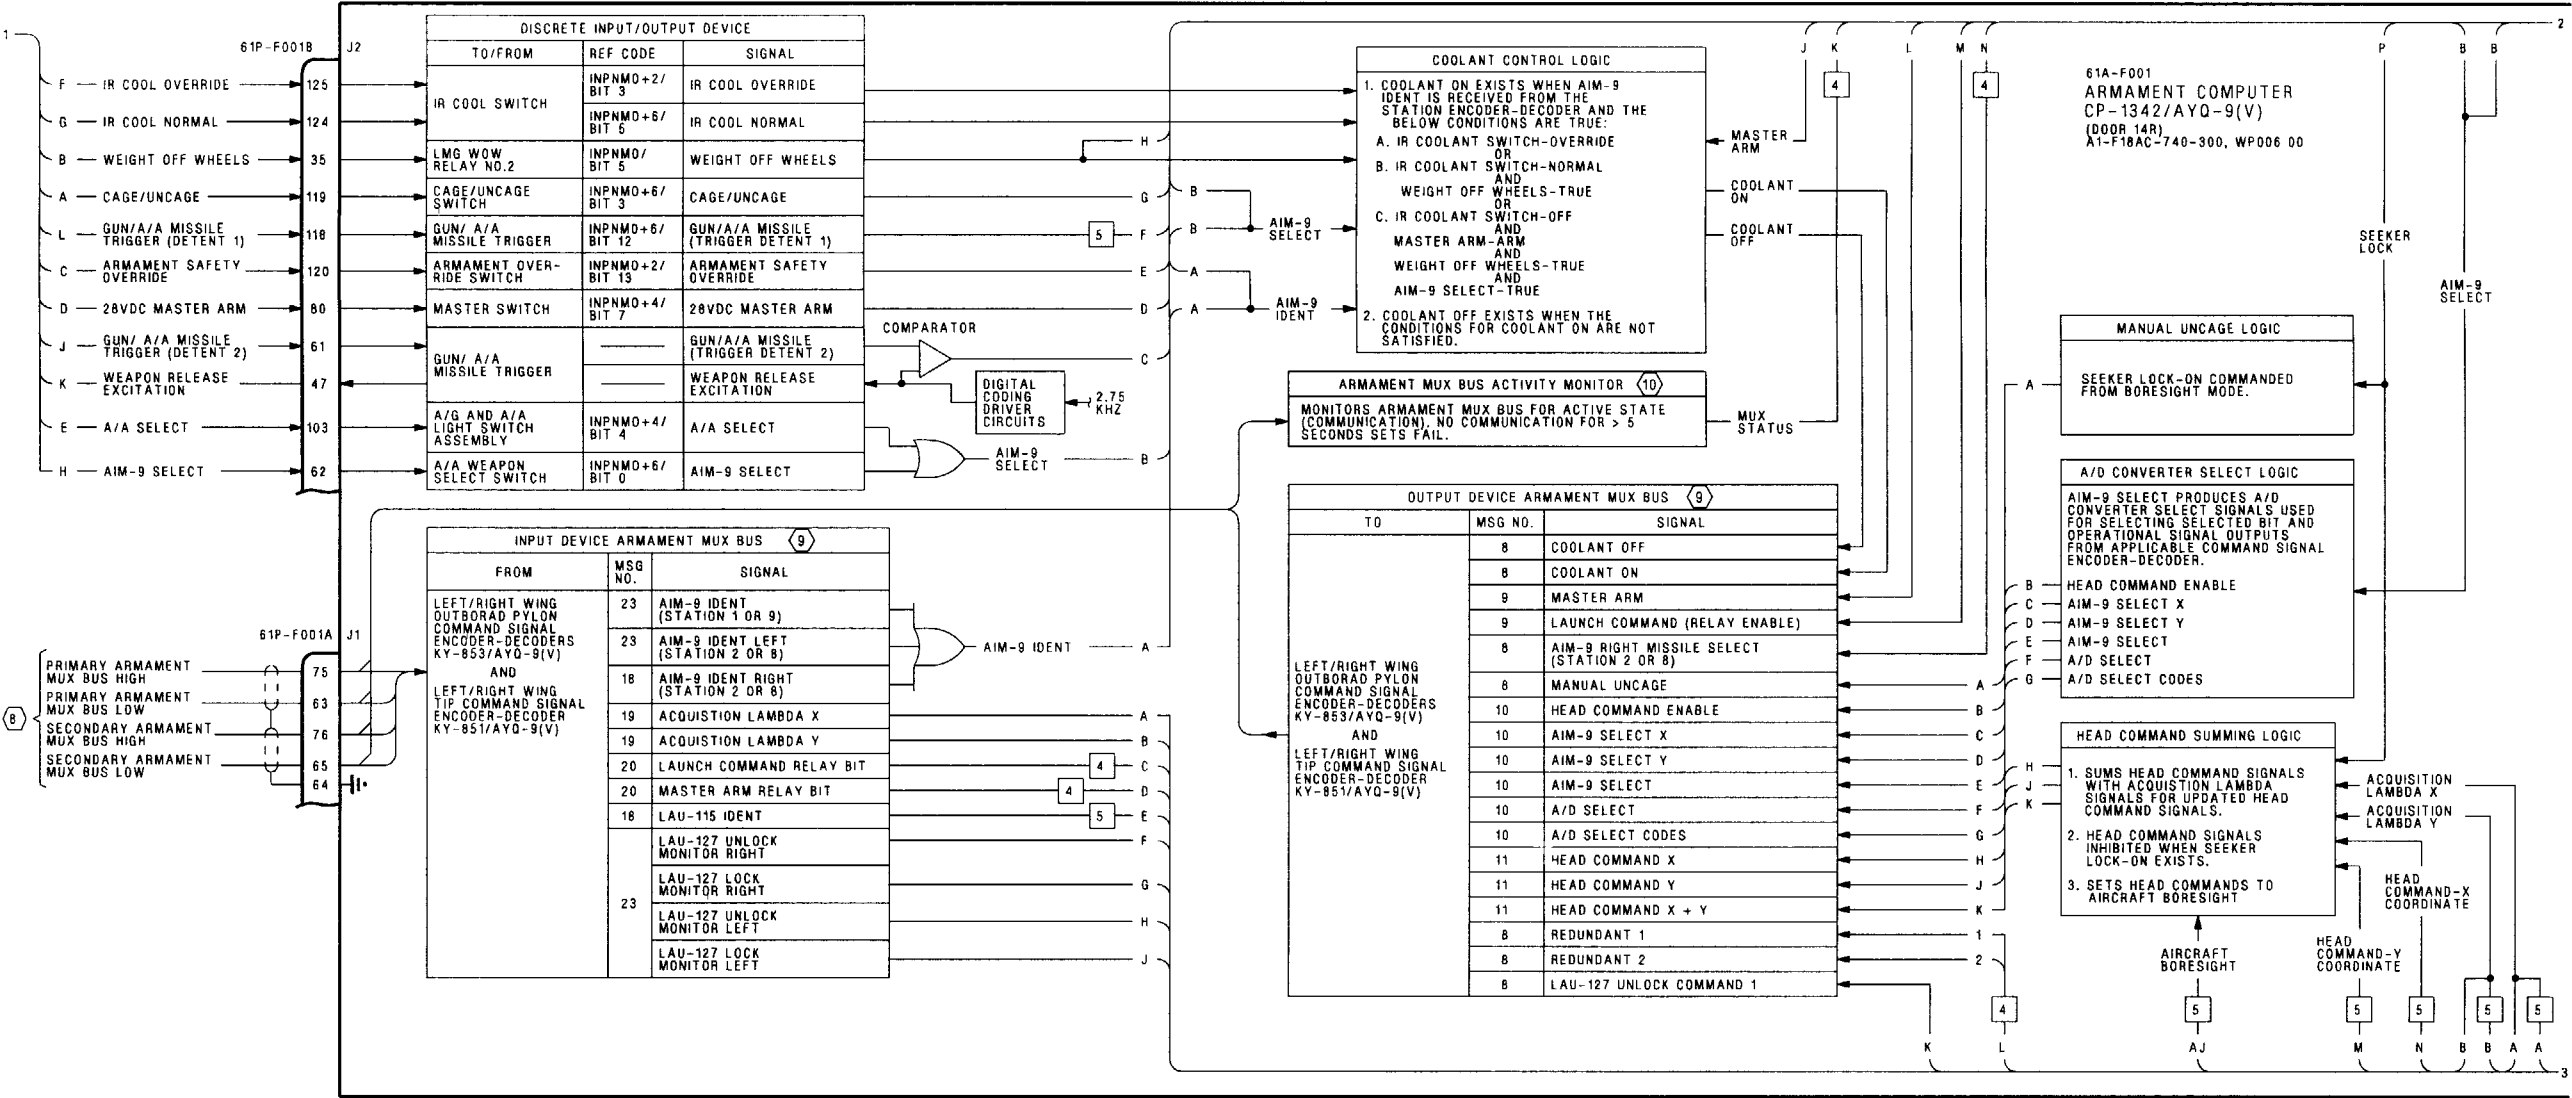 1
61P-F001B
J2
F IR COOL OVERRIDE 125
G IR COOL NORMAL 124
B WEIGHT OFF WHEELS 35
A CAGE/UNCAGE 119
L GUN/A/A MISSILE
TRIGGER (DETENT 1) 118
C ARMAMENT SAFETY
OVERRIDE 120
D 28VDC MASTER ARM 80
J GUN/ A/A MISSILE
TRIGGER (DETENT 2) 61
K WEAPON RELEASE
EXCITATION 47
E A/A SELECT 103
H AIM-9 SELECT 62
DISCRETE INPUT/OUTPUT DEVICE
TO/FROM REF CODE SIGNAL
IR COOL SWITCH
INPNMO+2/
BIT 3
IR COOL OVERRIDE
INPNMO+6/
BIT 5
IR COOL NORMAL
LMG WOW
RELAY NO.2
INPNMO/
BIT 5
WEIGHT OFF WHEELS
H
CAGE/UNCAGE
SWITCH
INPNMO+6/
BIT 3
CAGE/UNCAGE
G
GUN/ A/A
MISSILE TRIGGER
INPNMO+6/
BIT 12
GUN/A/A MISSILE
(TRIGGER DETENT 1)
5 F
ARMAMENT OVER-
RIDE SWITCH
INPNMO+2/
BIT 13
ARMAMENT SAFETY
OVERRIDE
E
MASTER SWITCH
INPNMO+4/
BIT 7
28VDC MASTER ARM
D
GUN/ A/A
MISSILE TRIGGER
GUN/A/A MISSILE
(TRIGGER DETENT 2)
WEAPON RELEASE
EXCITATION
COMPARATOR
C
DIGITAL
CODING
DRIVER
CIRCUITS
2.75
KHZ
A/G AND A/A
LIGHT SWITCH
ASSEMBLY
INPNMO+4/
BIT 4
A/A SELECT
A/A WEAPON
SELECT SWITCH
INPNMO+6/
BIT 0
AIM-9 SELECT
AIM-9
SELECT
B
61P-F001A
J1
8
PRIMARY ARMAMENT
MUX BUS HIGH 75
PRIMARY ARMAMENT
MUX BUS LOW 63
SECONDARY ARMAMENT
MUX BUS HIGH 76
SECONDARY ARMAMENT
MUX BUS LOW 65
64
INPUT DEVICE ARMAMENT MUX BUS 9
FROM
MSG
NO.
SIGNAL
LEFT/RIGHT WING
OUTBORAD PYLON
COMMAND SIGNAL
ENCODER-DECODERS
KY-853/AYQ-9(V)
AND
LEFT/RIGHT WING
TIP COMMAND SIGNAL
ENCODER-DECODER
KY-851/AYQ-9(V)
23 AIM-9 IDENT
(STATION 1 OR 9)
23 AIM-9 IDENT LEFT
(STATION 2 OR 8)
18 AIM-9 IDENT RIGHT
(STATION 2 OR 8)
AIM-9 IDENT A
19 ACQUISTION LAMBDA X A
19 ACQUISTION LAMBDA Y B
20 LAUNCH COMMAND RELAY BIT 4 C
20 MASTER ARM RELAY BIT 4 D
18 LAU-115 IDENT 5 E
23
LAU-127 UNLOCK
MONITOR RIGHT
F
LAU-127 LOCK
MONITOR RIGHT
G
LAU-127 UNLOCK
MONITOR LEFT
H
LAU-127 LOCK
MONITOR LEFT
J
B
B
AIM-9
SELECT
A
A
AIM-9
IDENT
COOLANT CONTROL LOGIC
1. COOLANT ON EXISTS WHEN AIM-9
IDENT IS RECEIVED FROM THE
STATION ENCODER-DECODER AND THE
BELOW CONDITIONS ARE TRUE:
A. IR COOLANT SWITCH-OVERRIDE
OR
B. IR COOLANT SWITCH-NORMAL
AND
WEIGHT OFF WHEELS-TRUE
OR
C. IR COOLANT SWITCH-OFF
AND
MASTER ARM-ARM
AND
WEIGHT OFF WHEELS-TRUE
AND
AIM-9 SELECT-TRUE
2. COOLANT OFF EXISTS WHEN THE
CONDITIONS FOR COOLANT ON ARE NOT
SATISFIED.
MASTER
ARM
COOLANT
ON
COOLANT
OFF
J K L M N P B B 2
4 4
ARMAMENT MUX BUS ACTIVITY MONITOR 10
MONITORS ARMAMENT MUX BUS FOR ACTIVE STATE
(COMMUNICATION). NO COMMUNICATION FOR > 5
SECONDS SETS FAIL.
MUX
STATUS
OUTPUT DEVICE ARMAMENT MUX BUS 9
TO MSG NO. SIGNAL
LEFT/RIGHT WING
OUTBORAD PYLON
COMMAND SIGNAL
ENCODER-DECODERS
KY-853/AYQ-9(V)
AND
LEFT/RIGHT WING
TIP COMMAND SIGNAL
ENCODER-DECODER
KY-851/AYQ-9(V)
8 COOLANT OFF
8 COOLANT ON
9 MASTER ARM
9 LAUNCH COMMAND (RELAY ENABLE)
8 AIM-9 RIGHT MISSILE SELECT
(STATION 2 OR 8)
8 MANUAL UNCAGE A
10 HEAD COMMAND ENABLE B
10 AIM-9 SELECT X C
10 AIM-9 SELECT Y D
10 AIM-9 SELECT E
10 A/D SELECT F
10 A/D SELECT CODES G
11 HEAD COMMAND X H
11 HEAD COMMAND Y J
11 HEAD COMMAND X + Y K
8 REDUNDANT 1 1
8 REDUNDANT 2 2
8 LAU-127 UNLOCK COMMAND 1
61A-F001
ARMAMENT COMPUTER
CP-1342/AYQ-9(V)
(DOOR 14R)
A1-F18AC-740-300, WP006 00
SEEKER
LOCK
AIM-9
SELECT
MANUAL UNCAGE LOGIC
A SEEKER LOCK-ON COMMANDED
FROM BORESIGHT MODE.
A/D CONVERTER SELECT LOGIC
AIM-9 SELECT PRODUCES A/D
CONVERTER SELECT SIGNALS USED
FOR SELECTING SELECTED BIT AND
OPERATIONAL SIGNAL OUTPUTS
FROM APPLICABLE COMMAND SIGNAL
ENCODER-DECODER.
B HEAD COMMAND ENABLE
C AIM-9 SELECT X
D AIM-9 SELECT Y
E AIM-9 SELECT
F A/D SELECT
G A/D SELECT CODES
HEAD COMMAND SUMMING LOGIC
H
J
K
1. SUMS HEAD COMMAND SIGNALS
WITH ACQUISTION LAMBDA
SIGNALS FOR UPDATED HEAD
COMMAND SIGNALS.
2. HEAD COMMAND SIGNALS
INHIBITED WHEN SEEKER
LOCK-ON EXISTS.
3. SETS HEAD COMMANDS TO
AIRCRAFT BORESIGHT
ACQUISITION
LAMBDA X
ACQUISITION
LAMBDA Y
HEAD
COMMAND-X
COORDINATE
HEAD
COMMAND-Y
COORDINATE
AIRCRAFT
BORESIGHT
4 5 5 5 5 5
K L AJ M N B B A A 3